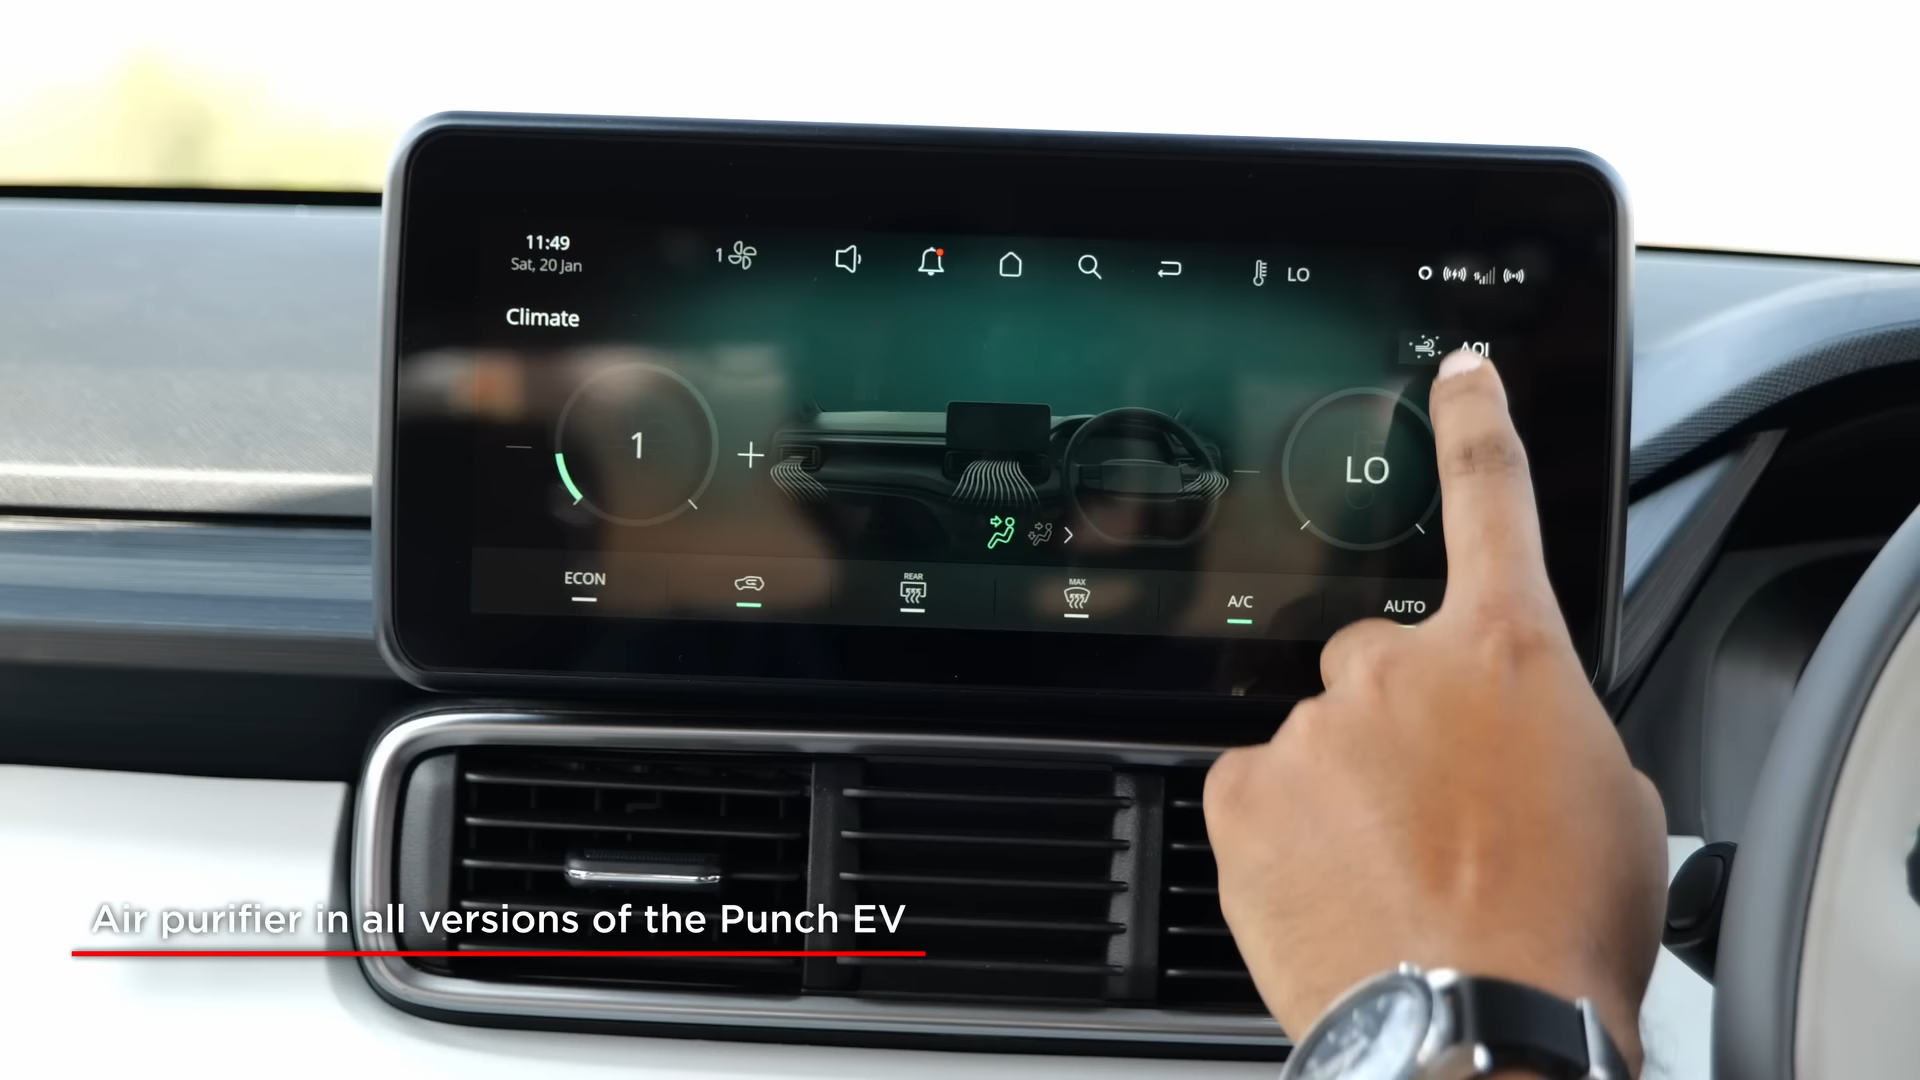 11:49
Sat, 20 Jan
1
LO
Climate
AQI
1
LO
ECON
REAR
MAX
A/C
AUTO
Air purifier in all versions of the Punch EV